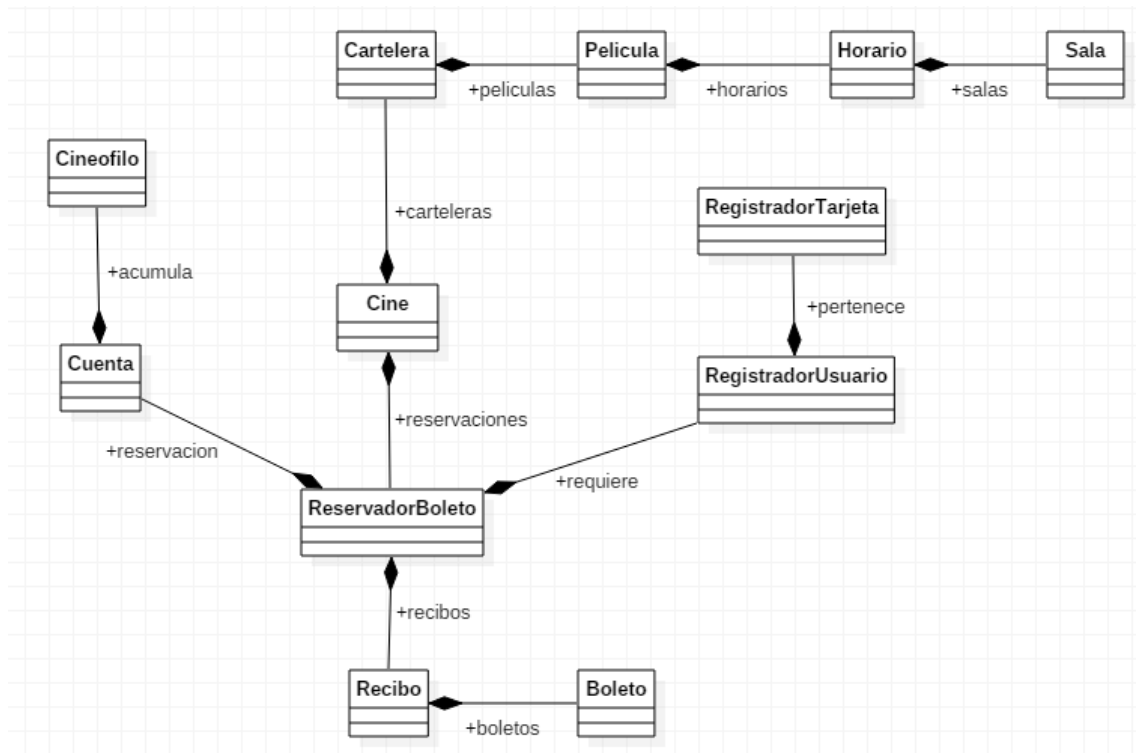 Cartelera
Pelicula
Horario
Sala
+peliculas
+horarios
+salas
Cineofilo
RegistradorTarjeta
+carteleras
+acumula
Cine
+pertenece
Cuenta
RegistradorUsuario
+reservaciones
+reservacion
+requiere
ReservadorBoleto
+recibos
Recibo
Boleto
+boletos